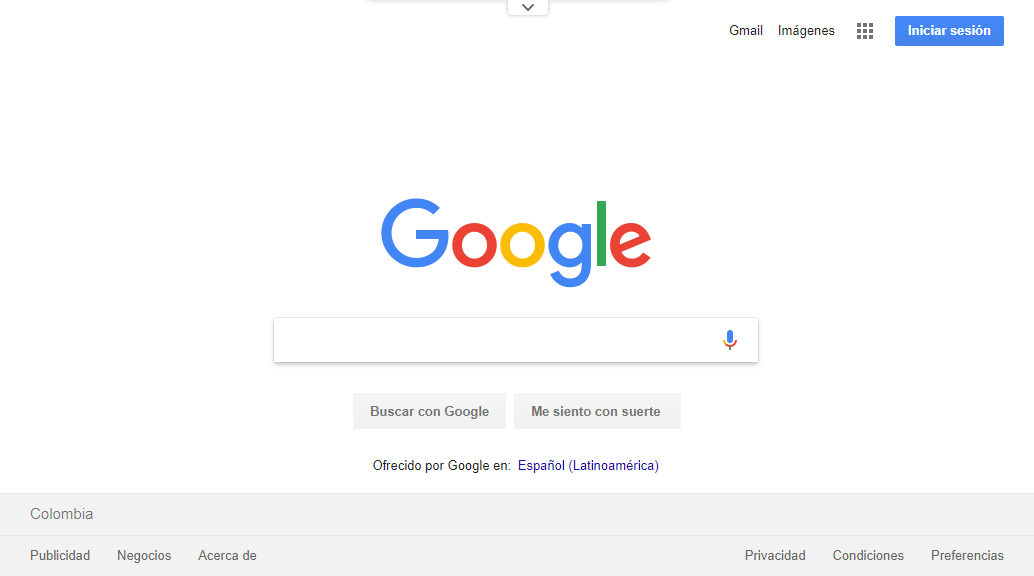 Gmail Imágenes Iniciar sesión
Google
Buscar con Google Me siento con suerte
Ofrecido por Google en: Español (Latinoamérica)
Colombia
Publicidad Negocios Acerca de Privacidad Condiciones Preferencias